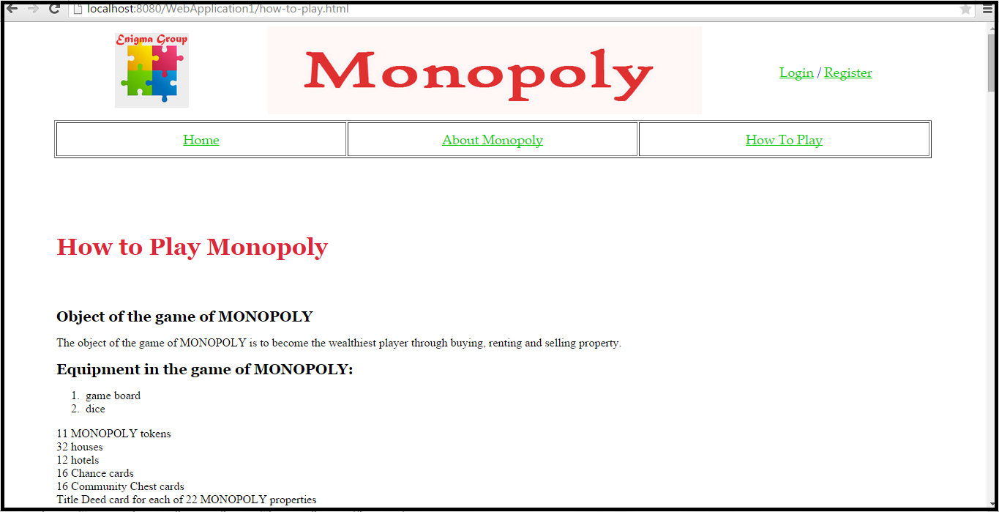 localhost:8080/WebApplication1/how-to-play.html
Enigma Group
Monopoly
Login / Register
Home
About Monopoly
How To Play
How to Play Monopoly
Object of the game of MONOPOLY
The object of the game of MONOPOLY is to become the wealthiest player through buying, renting and selling property.
Equipment in the game of MONOPOLY:
1. game board
2. dice
11 MONOPOLY tokens
32 houses
12 hotels
16 Chance cards
16 Community Chest cards
Title Deed card for each of 22 MONOPOLY properties